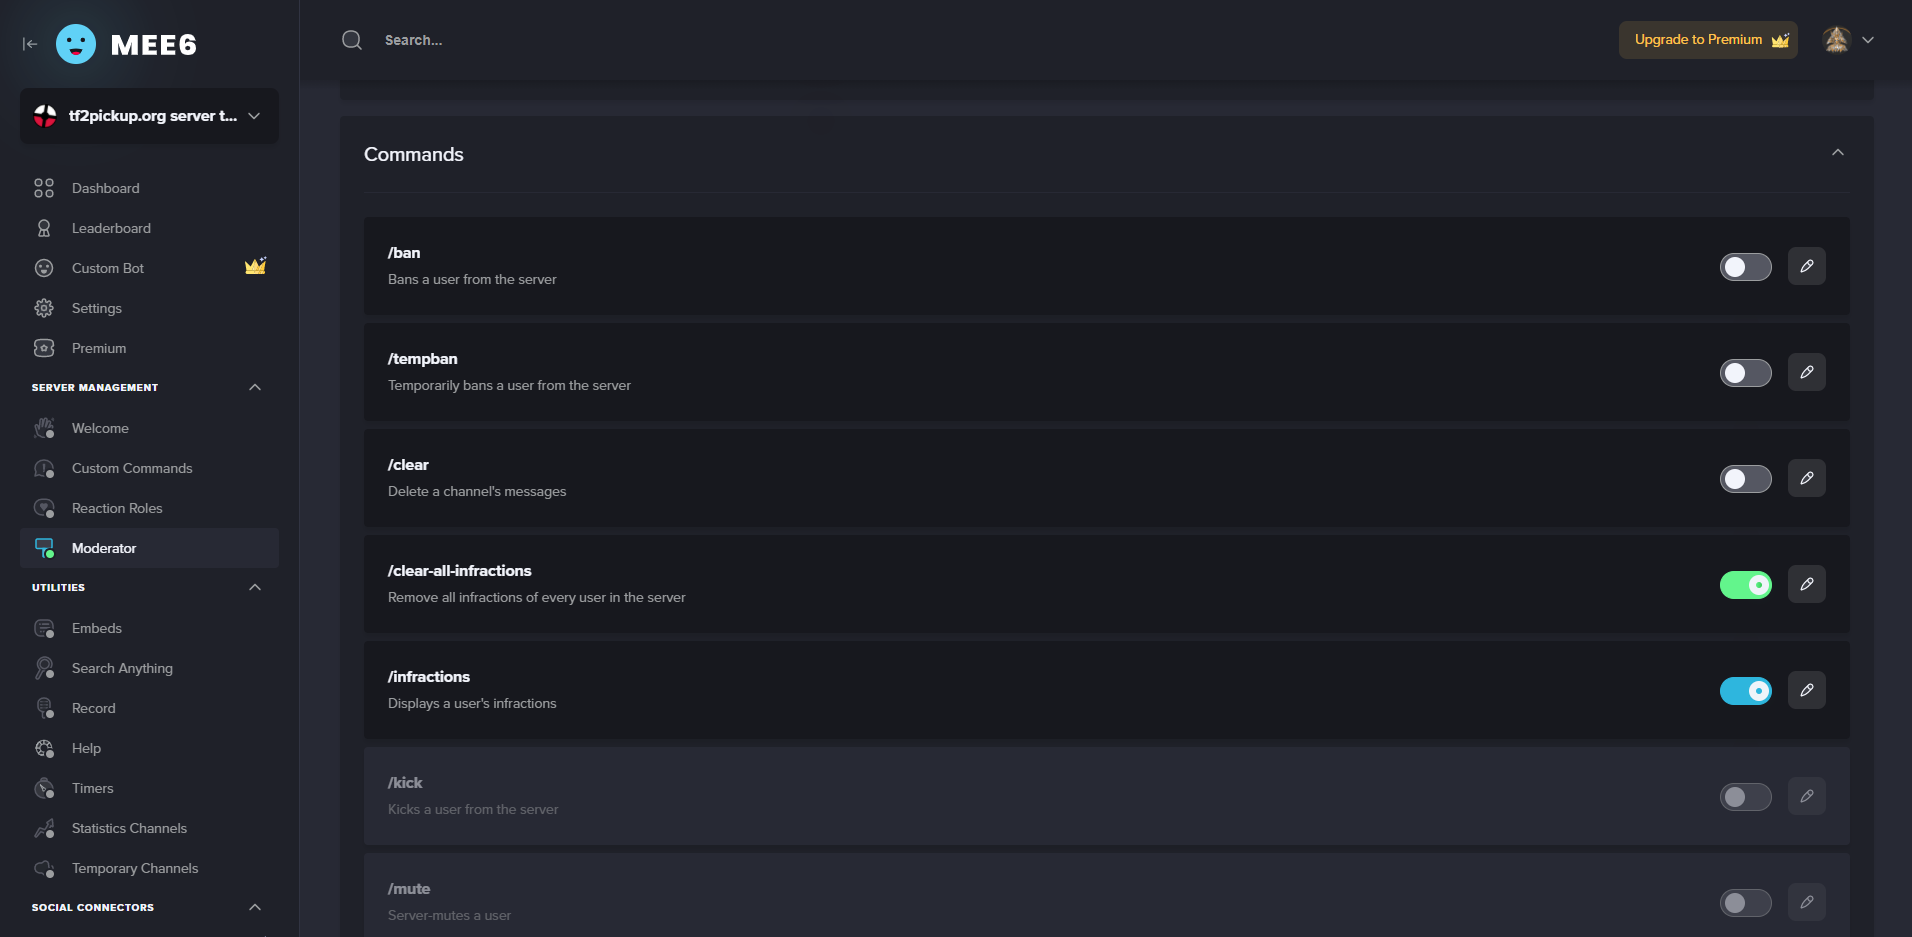 MEE6
tf2pickup.org server t...
Dashboard
Leaderboard
Custom Bot
Settings
Premium
SERVER MANAGEMENT
Welcome
Custom Commands
Reaction Roles
Moderator
UTILITIES
Embeds
Search Anything
Record
Help
Timers
Statistics Channels
Temporary Channels
SOCIAL CONNECTORS
Search...
Upgrade to Premium
Commands
/ban
Bans a user from the server
/tempban
Temporarily bans a user from the server
/clear
Delete a channel's messages
/clear-all-infractions
Remove all infractions of every user in the server
/infractions
Displays a user's infractions
/kick
Kicks a user from the server
/mute
Server-mutes a user